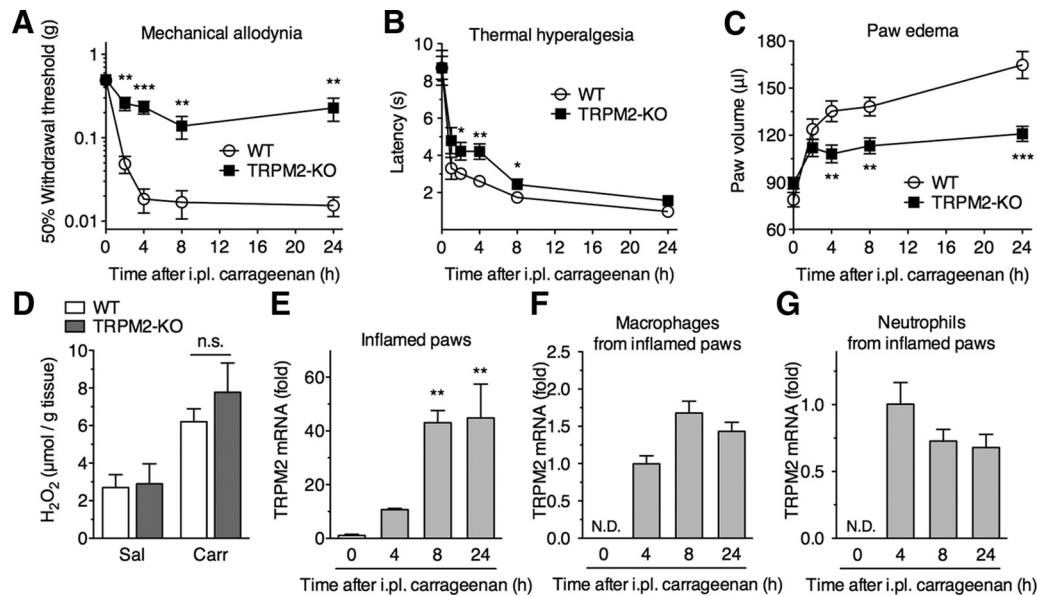 A
Mechanical allodynia
50% Withdrawal threshold (g)
1
0.1
0.01
** *** ** **
WT
TRPM2-KO
0 4 8 12 16 20 24
Time after i.pl. carrageenan (h)
B
Thermal hyperalgesia
Latency (s)
10
8
6
4
2
* ** *
WT
TRPM2-KO
0 4 8 12 16 20 24
Time after i.pl. carrageenan (h)
C
Paw edema
Paw volume (µl)
180
150
120
90
60
** ** ***
WT
TRPM2-KO
0 4 8 12 16 20 24
Time after i.pl. carrageenan (h)
D
WT
TRPM2-KO
H2O2 (µmol / g tissue)
10
8
6
4
2
0
n.s.
Sal Carr
E
Inflamed paws
TRPM2 mRNA (fold)
60
40
20
0
** **
0 4 8 24
Time after i.pl. carrageenan (h)
F
Macrophages
from inflamed paws
TRPM2 mRNA (fold)
2.5
2.0
1.5
1.0
0.5
0
N.D.
0 4 8 24
Time after i.pl. carrageenan (h)
G
Neutrophils
from inflamed paws
TRPM2 mRNA (fold)
1.0
0.5
0
N.D.
0 4 8 24
Time after i.pl. carrageenan (h)